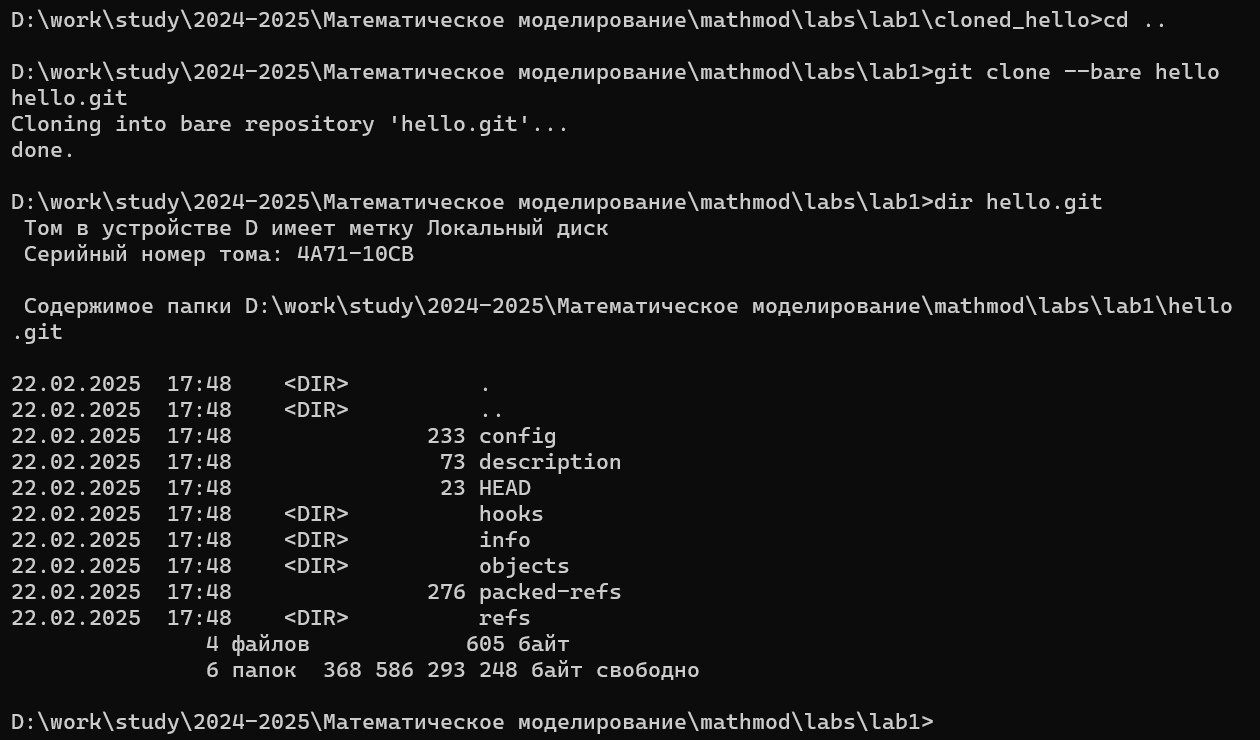 D:\work\study\2024-2025\Математическое моделирование\mathmod\labs\lab1\cloned_hello>cd ..
D:\work\study\2024-2025\Математическое моделирование\mathmod\labs\lab1>git clone --bare hello
hello.git
Cloning into bare repository 'hello.git'...
done.
D:\work\study\2024-2025\Математическое моделирование\mathmod\labs\lab1>dir hello.git
Том в устройстве D имеет метку Локальный диск
Серийный номер тома: 4A71-10CB
Содержимое папки D:\work\study\2024-2025\Математическое моделирование\mathmod\labs\lab1\hello
.git
22.02.2025  17:48    <DIR>          .
22.02.2025  17:48    <DIR>          ..
22.02.2025  17:48               233 config
22.02.2025  17:48                73 description
22.02.2025  17:48                23 HEAD
22.02.2025  17:48    <DIR>          hooks
22.02.2025  17:48    <DIR>          info
22.02.2025  17:48    <DIR>          objects
22.02.2025  17:48               276 packed-refs
22.02.2025  17:48    <DIR>          refs
4 файлов            605 байт
6 папок  368 586 293 248 байт свободно
D:\work\study\2024-2025\Математическое моделирование\mathmod\labs\lab1>